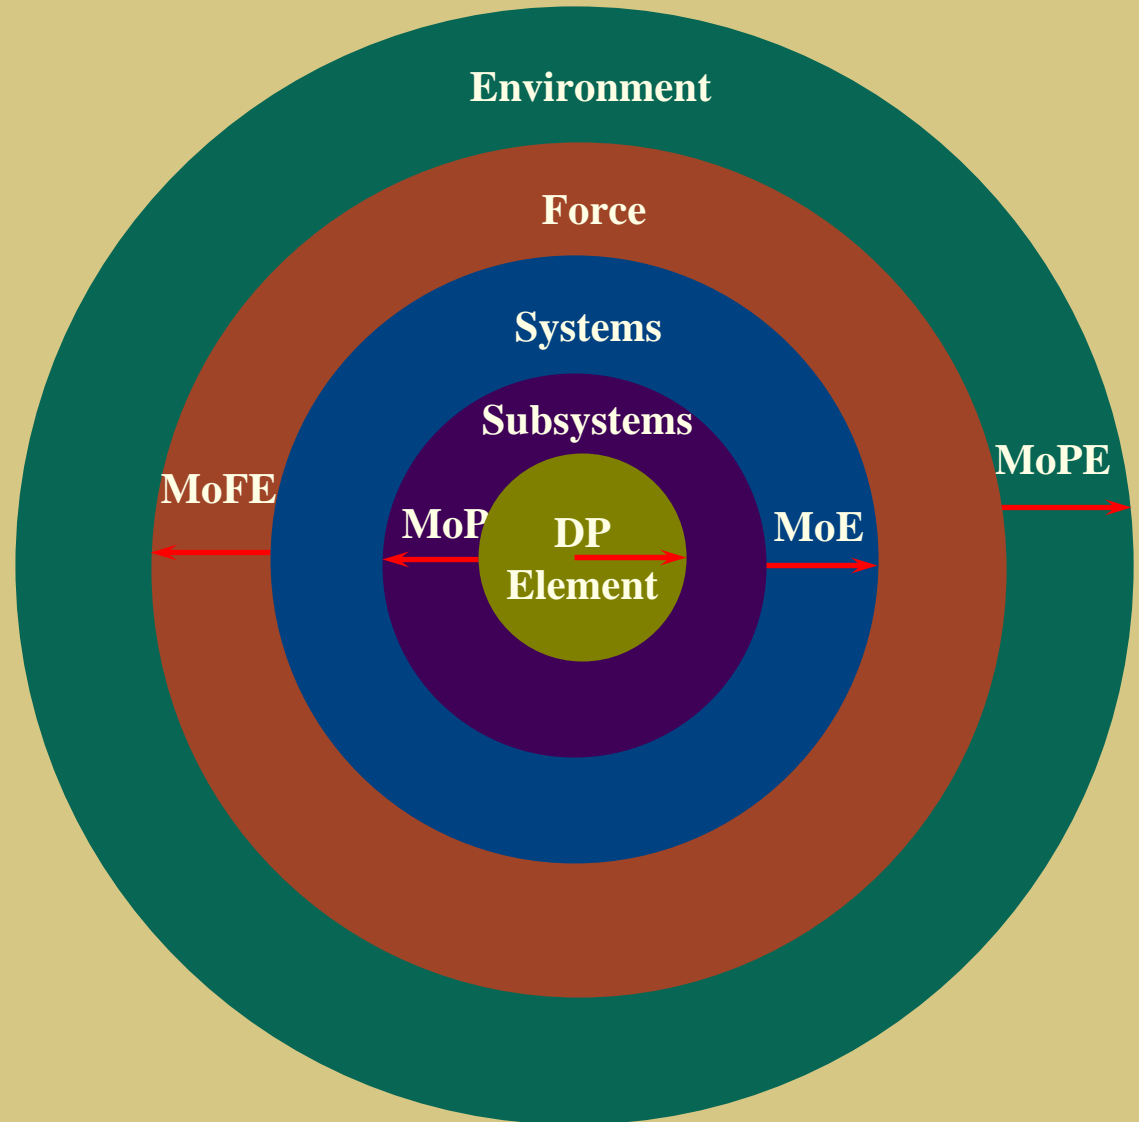 Environment
Force
Systems
Subsystems
MoPE
MoFE
MoP
DP
MoE
Element